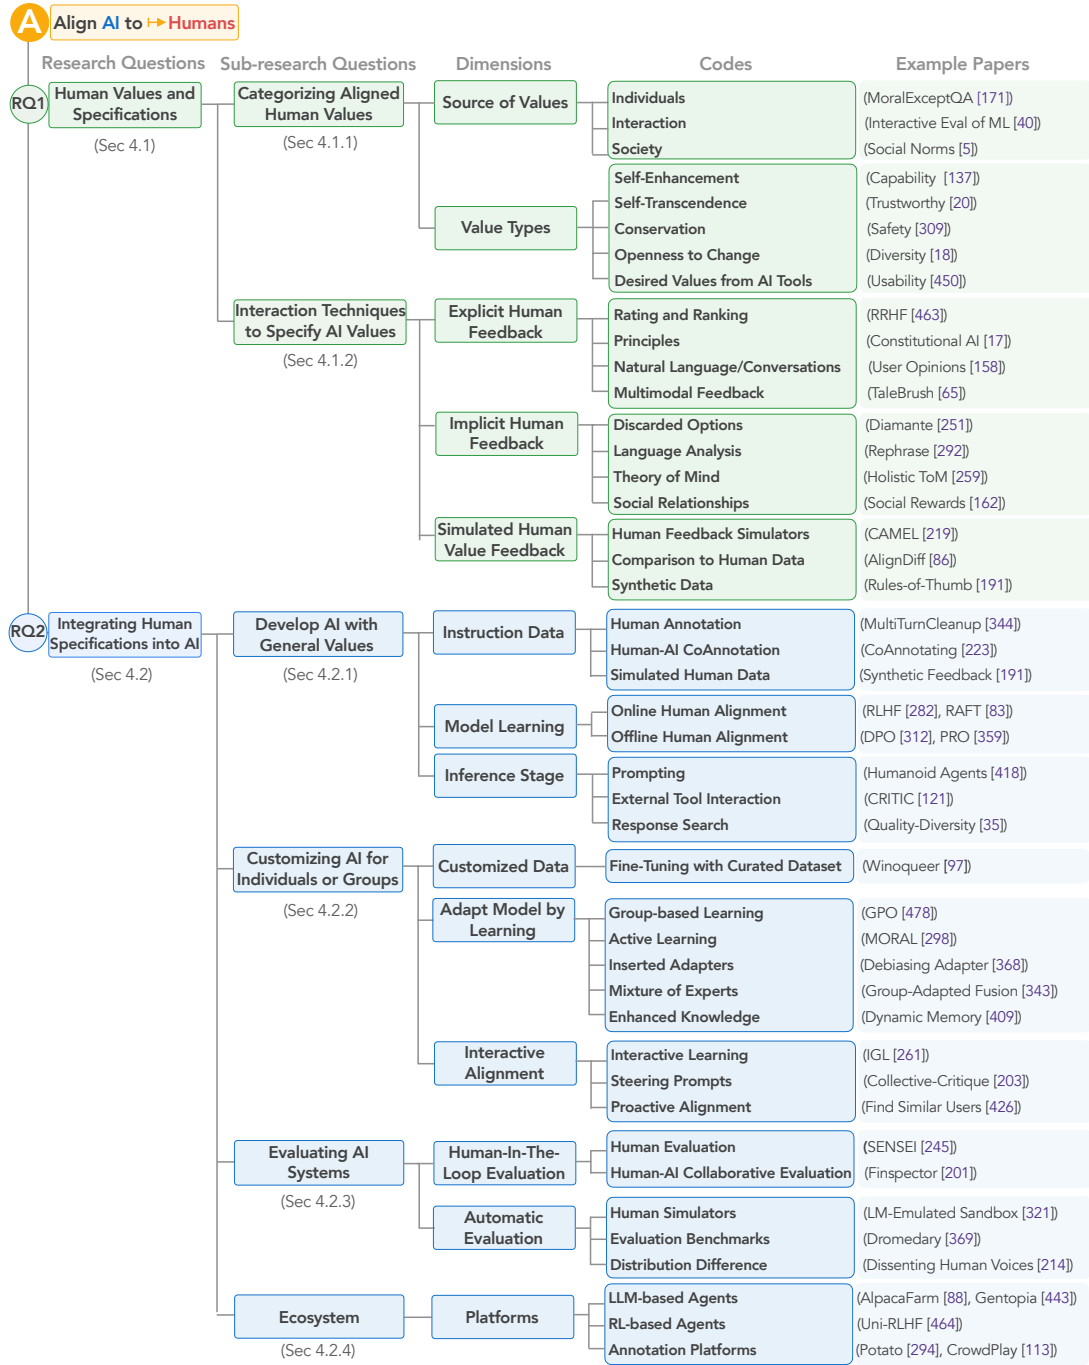 A Align AI to ↦ Humans
Research Questions Sub-research Questions Dimensions Codes Example Papers
RQ1
Human Values and
Specifications
(Sec 4.1)
Categorizing Aligned
Human Values
(Sec 4.1.1)
Source of Values
Individuals (MoralExceptQA [171])
Interaction (Interactive Eval of ML [40])
Society (Social Norms [5])
Value Types
Self-Enhancement (Capability [137])
Self-Transcendence (Trustworthy [20])
Conservation (Safety [309])
Openness to Change (Diversity [18])
Desired Values from AI Tools (Usability [450])
Interaction Techniques
to Specify AI Values
(Sec 4.1.2)
Explicit Human
Feedback
Rating and Ranking (RRHF [463])
Principles (Constitutional AI [17])
Natural Language/Conversations (User Opinions [158])
Multimodal Feedback (TaleBrush [65])
Implicit Human
Feedback
Discarded Options (Diamante [251])
Language Analysis (Rephrase [292])
Theory of Mind (Holistic ToM [259])
Social Relationships (Social Rewards [162])
Simulated Human
Value Feedback
Human Feedback Simulators (CAMEL [219])
Comparison to Human Data (AlignDiff [86])
Synthetic Data (Rules-of-Thumb [191])
RQ2
Integrating Human
Specifications into AI
(Sec 4.2)
Develop AI with
General Values
(Sec 4.2.1)
Instruction Data
Human Annotation (MultiTurnCleanup [344])
Human-AI CoAnnotation (CoAnnotating [223])
Simulated Human Data (Synthetic Feedback [191])
Model Learning
Online Human Alignment (RLHF [282], RAFT [83])
Offline Human Alignment (DPO [312], PRO [359])
Inference Stage
Prompting (Humanoid Agents [418])
External Tool Interaction (CRITIC [121])
Response Search (Quality-Diversity [35])
Customizing AI for
Individuals or Groups
(Sec 4.2.2)
Customized Data
Fine-Tuning with Curated Dataset (Winoqueer [97])
Adapt Model by
Learning
Group-based Learning (GPO [478])
Active Learning (MORAL [298])
Inserted Adapters (Debiasing Adapter [368])
Mixture of Experts (Group-Adapted Fusion [343])
Enhanced Knowledge (Dynamic Memory [409])
Interactive
Alignment
Interactive Learning (IGL [261])
Steering Prompts (Collective-Critique [203])
Proactive Alignment (Find Similar Users [426])
Evaluating AI
Systems
(Sec 4.2.3)
Human-In-The-
Loop Evaluation
Human Evaluation (SENSEI [245])
Human-AI Collaborative Evaluation (Finspector [201])
Automatic
Evaluation
Human Simulators (LM-Emulated Sandbox [321])
Evaluation Benchmarks (Dromedary [369])
Distribution Difference (Dissenting Human Voices [214])
Ecosystem
(Sec 4.2.4)
Platforms
LLM-based Agents (AlpacaFarm [88], Gentopia [443])
RL-based Agents (Uni-RLHF [464])
Annotation Platforms (Potato [294], CrowdPlay [113])